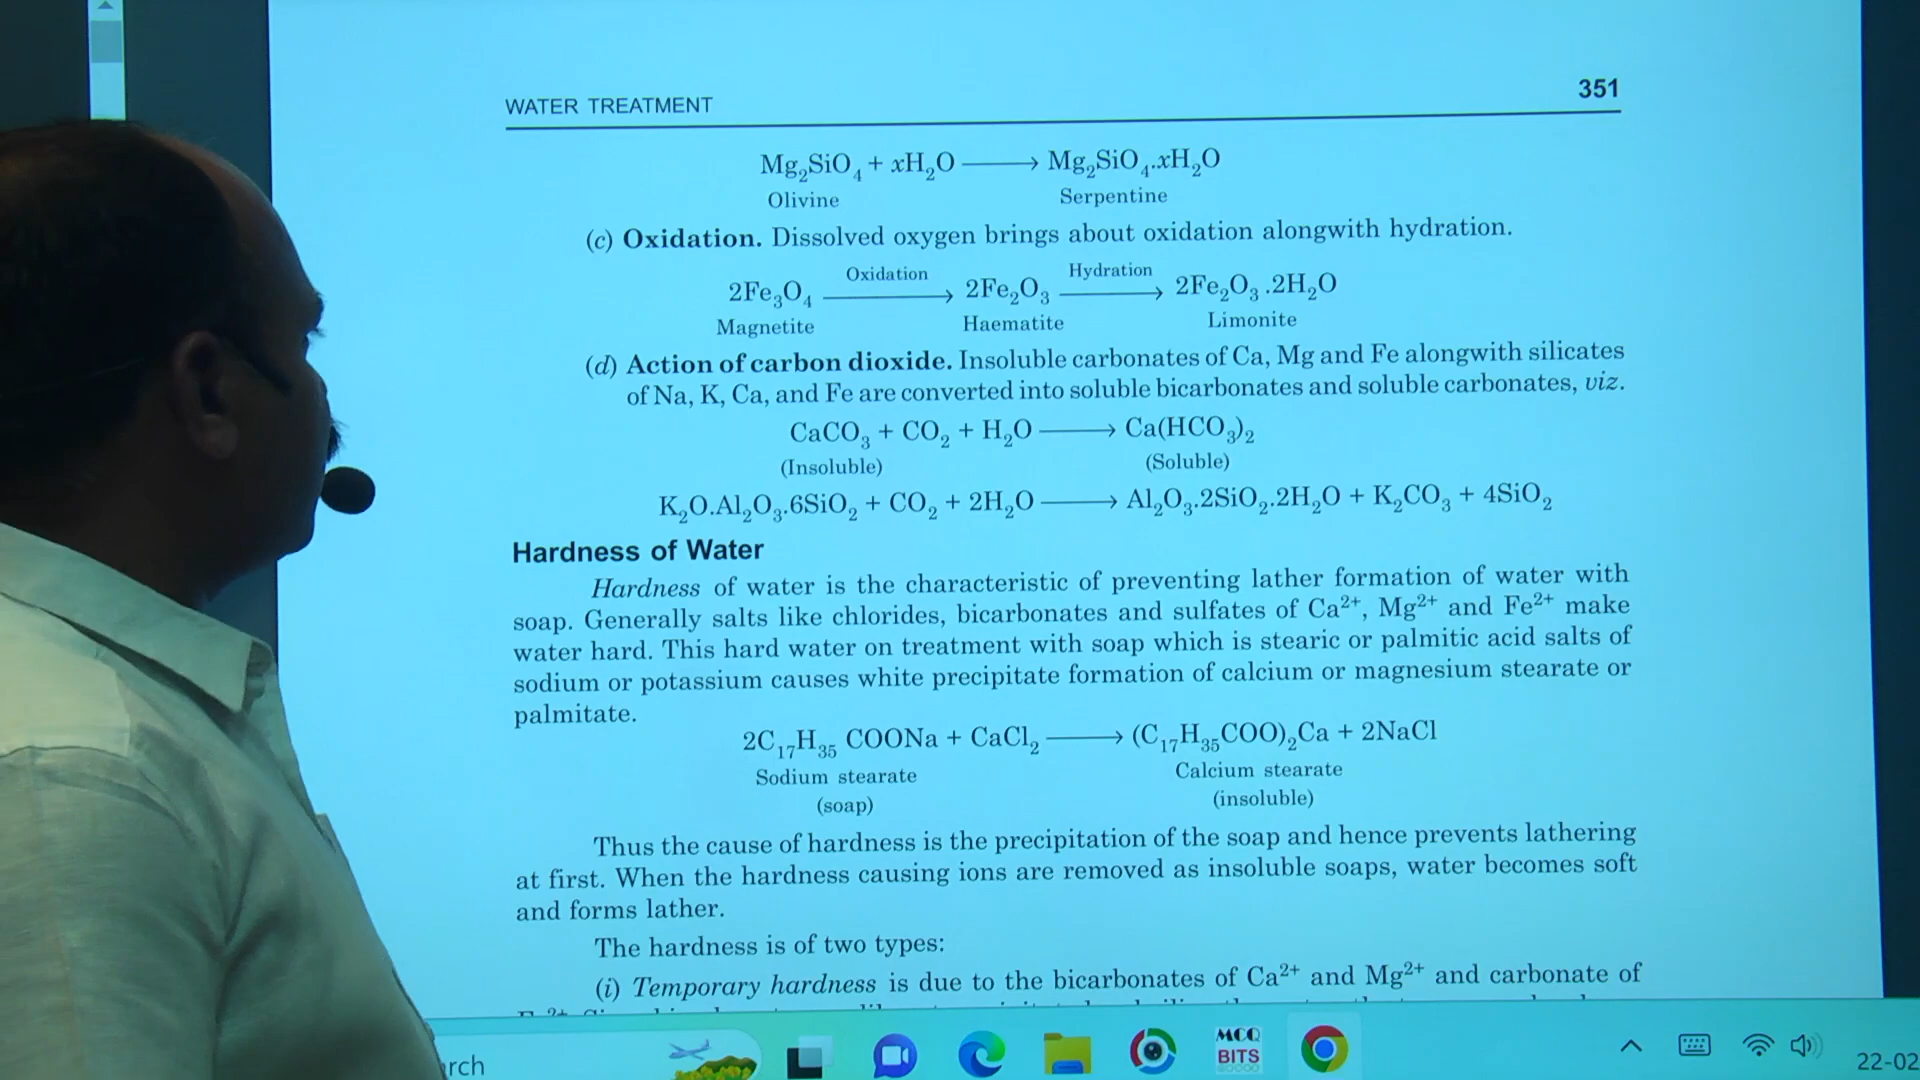 WATER TREATMENT 351
Mg₂SiO₄ + xH₂O ⟶ Mg₂SiO₄.xH₂O
Olivine Serpentine
(c) Oxidation. Dissolved oxygen brings about oxidation alongwith hydration.
Oxidation Hydration
2Fe₃O₄ ⟶ 2Fe₂O₃ ⟶ 2Fe₂O₃.2H₂O
Magnetite Haematite Limonite
(d) Action of carbon dioxide. Insoluble carbonates of Ca, Mg and Fe alongwith silicates
of Na, K, Ca, and Fe are converted into soluble bicarbonates and soluble carbonates, viz.
CaCO₃ + CO₂ + H₂O ⟶ Ca(HCO₃)₂
(Insoluble) (Soluble)
K₂O.Al₂O₃.6SiO₂ + CO₂ + 2H₂O ⟶ Al₂O₃.2SiO₂.2H₂O + K₂CO₃ + 4SiO₂
Hardness of Water
Hardness of water is the characteristic of preventing lather formation of water with
soap. Generally salts like chlorides, bicarbonates and sulfates of Ca²⁺, Mg²⁺ and Fe²⁺ make
water hard. This hard water on treatment with soap which is stearic or palmitic acid salts of
sodium or potassium causes white precipitate formation of calcium or magnesium stearate or
palmitate.
2C₁₇H₃₅ COONa + CaCl₂ ⟶ (C₁₇H₃₅COO)₂Ca + 2NaCl
Sodium stearate Calcium stearate
(soap) (insoluble)
Thus the cause of hardness is the precipitation of the soap and hence prevents lathering
at first. When the hardness causing ions are removed as insoluble soaps, water becomes soft
and forms lather.
The hardness is of two types:
(i) Temporary hardness is due to the bicarbonates of Ca²⁺ and Mg²⁺ and carbonate of
rch
MCQ
BITS
22-02